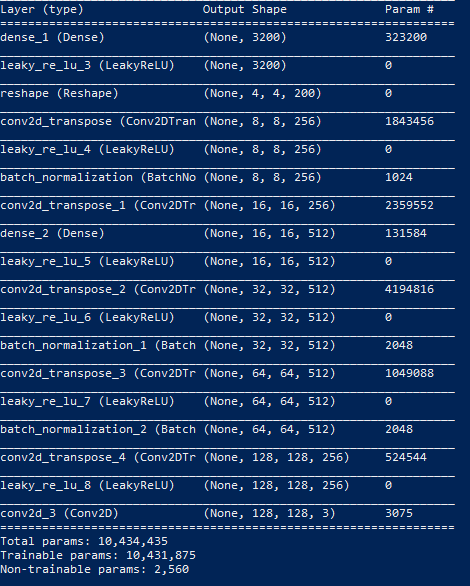 Layer (type) Output Shape Param #
=================================================================
dense_1 (Dense) (None, 3200) 323200
leaky_re_lu_3 (LeakyReLU) (None, 3200) 0
reshape (Reshape) (None, 4, 4, 200) 0
conv2d_transpose (Conv2DTran (None, 8, 8, 256) 1843456
leaky_re_lu_4 (LeakyReLU) (None, 8, 8, 256) 0
batch_normalization (BatchNo (None, 8, 8, 256) 1024
conv2d_transpose_1 (Conv2DTr (None, 16, 16, 256) 2359552
dense_2 (Dense) (None, 16, 16, 512) 131584
leaky_re_lu_5 (LeakyReLU) (None, 16, 16, 512) 0
conv2d_transpose_2 (Conv2DTr (None, 32, 32, 512) 4194816
leaky_re_lu_6 (LeakyReLU) (None, 32, 32, 512) 0
batch_normalization_1 (Batch (None, 32, 32, 512) 2048
conv2d_transpose_3 (Conv2DTr (None, 64, 64, 512) 1049088
leaky_re_lu_7 (LeakyReLU) (None, 64, 64, 512) 0
batch_normalization_2 (Batch (None, 64, 64, 512) 2048
conv2d_transpose_4 (Conv2DTr (None, 128, 128, 256) 524544
leaky_re_lu_8 (LeakyReLU) (None, 128, 128, 256) 0
conv2d_3 (Conv2D) (None, 128, 128, 3) 3075
=================================================================
Total params: 10,434,435
Trainable params: 10,431,875
Non-trainable params: 2,560